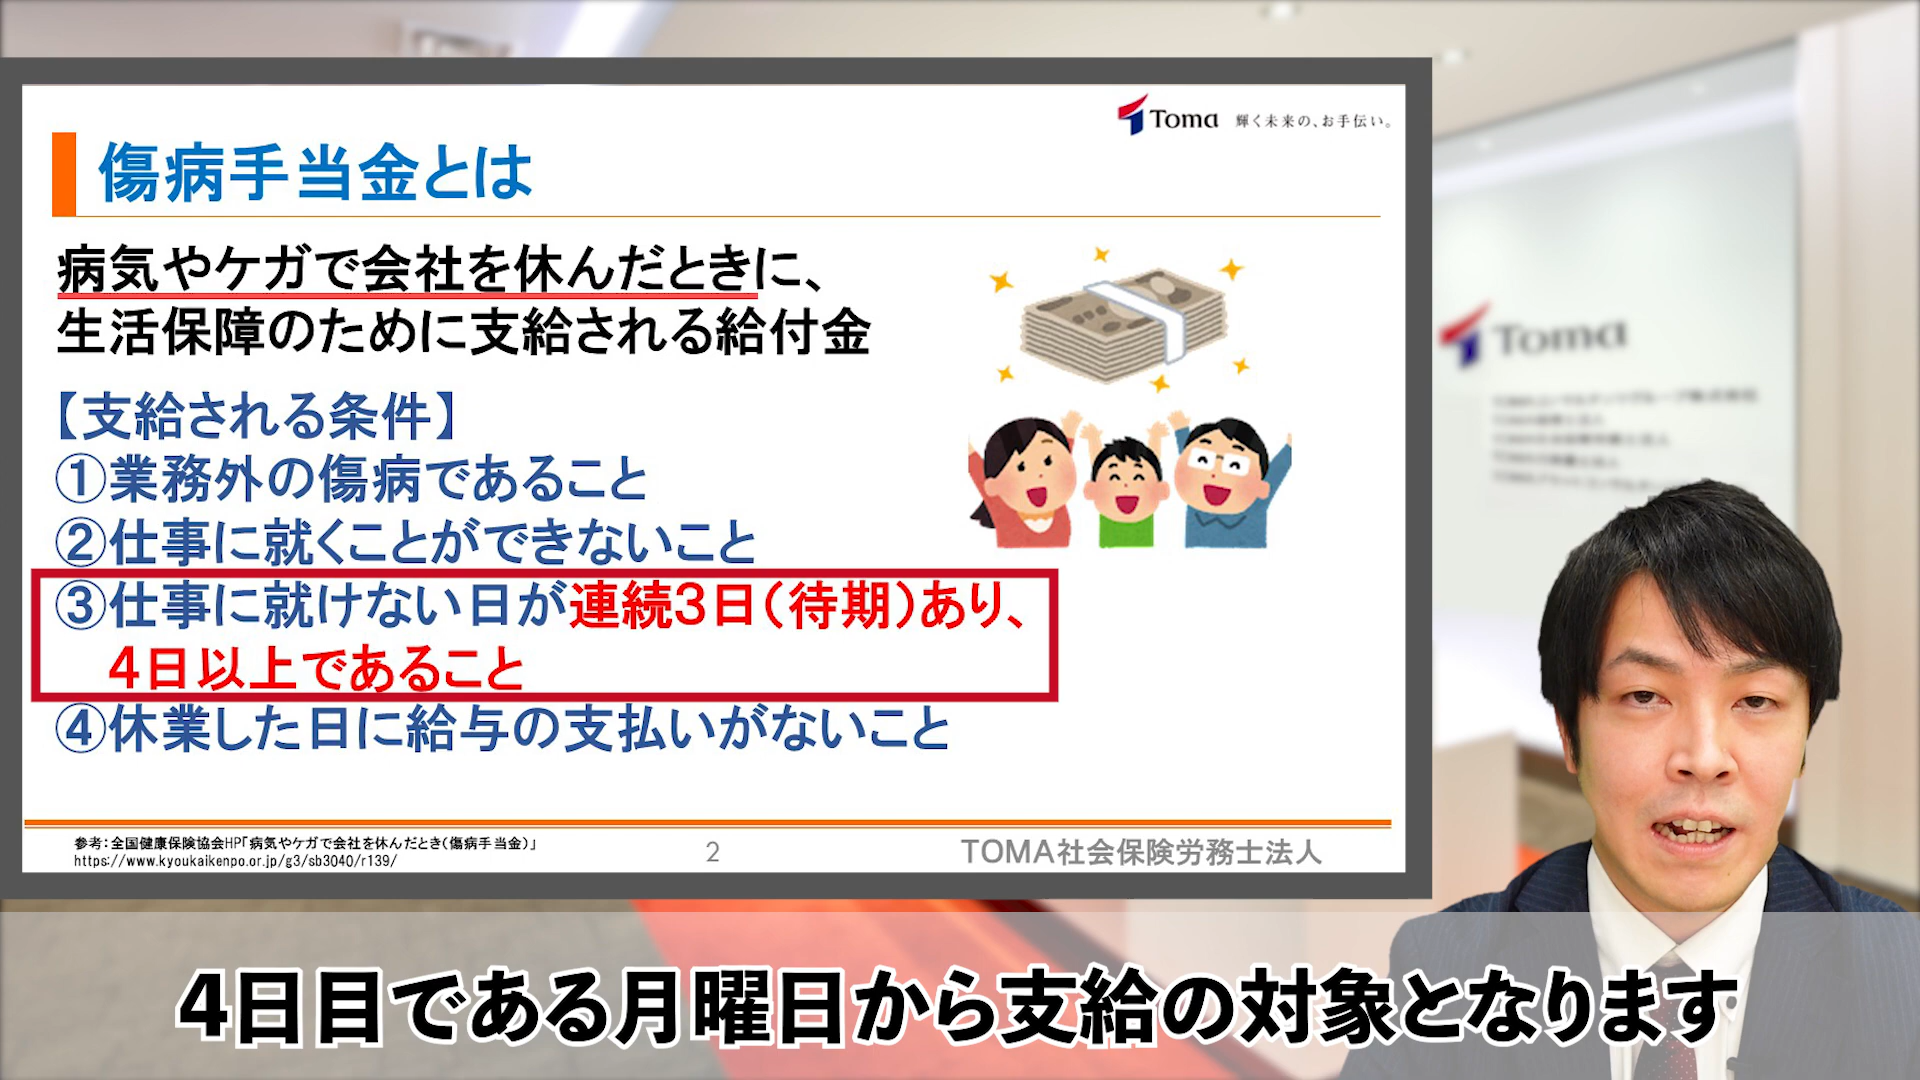 Toma 輝く未来の、お手伝い。
傷病手当金とは
病気やケガで会社を休んだときに、
生活保障のために支給される給付金
【支給される条件】
①業務外の傷病であること
②仕事に就くことができないこと
③仕事に就けない日が連続3日(待期)あり、
4日以上であること
④休業した日に給与の支払いがないこと
参考：全国健康保険協会HP「病気やケガで会社を休んだとき(傷病手当金)」
https://www.kyoukaikenpo.or.jp/g3/sb3040/r139/
2
TOMA社会保険労務士法人
Toma
4日目である月曜日から支給の対象となります